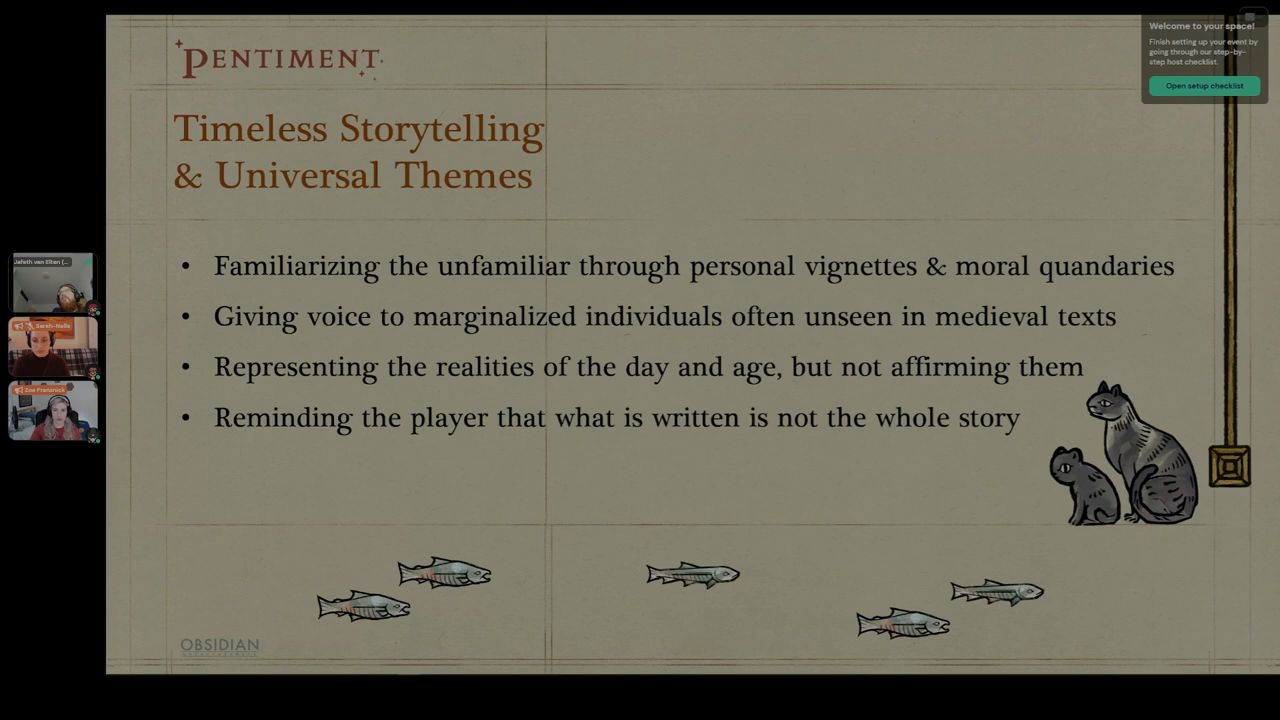 PENTIMENT
Timeless Storytelling
& Universal Themes
• Familiarizing the unfamiliar through personal vignettes & moral quandaries
• Giving voice to marginalized individuals often unseen in medieval texts
• Representing the realities of the day and age, but not affirming them
• Reminding the player that what is written is not the whole story
OBSIDIAN
Welcome to your space!
Finish setting up your event by
going through our step-by-
step host checklist.
Open setup checklist
Jafeth van Elten (...
Sarah-Nelle
Zoe Franznick